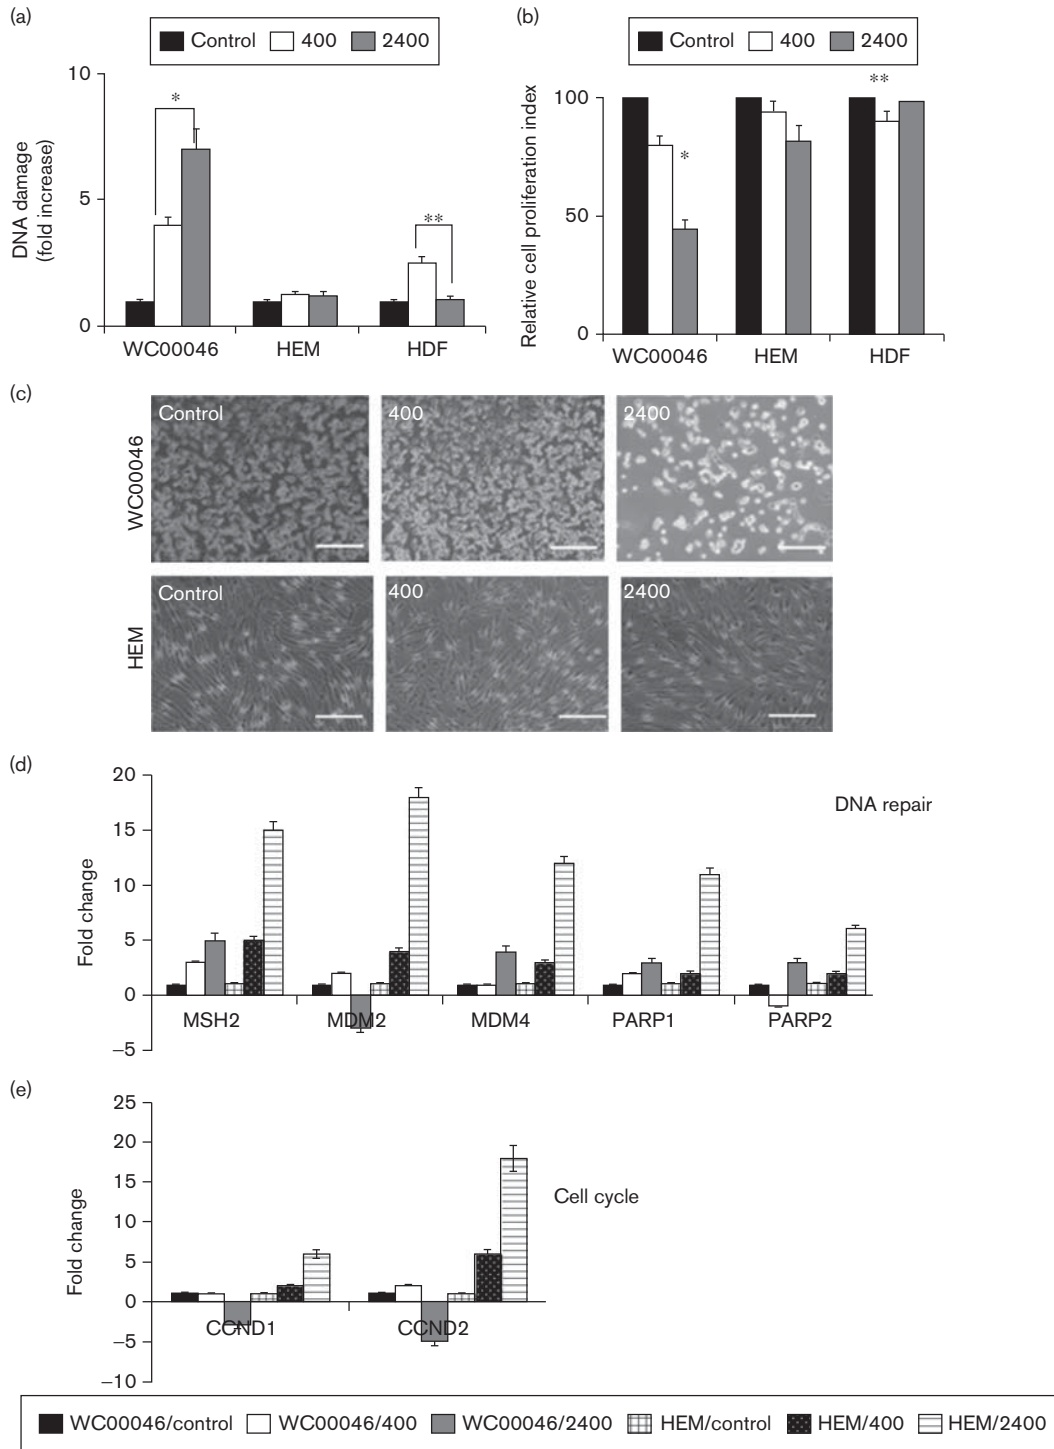 (a)
Control 400 2400
10
5
0
DNA damage
(fold increase)
*
**
WC00046 HEM HDF
(b)
Control 400 2400
100
50
0
Relative cell proliferation index
*
**
WC00046 HEM HDF
(c)
WC00046
Control 400 2400
HEM
Control 400 2400
(d)
20
15
10
5
0
−5
Fold change
DNA repair
MSH2 MDM2 MDM4 PARP1 PARP2
(e)
25
20
15
10
5
0
−5
−10
Fold change
Cell cycle
CCND1 CCND2
WC00046/control WC00046/400 WC00046/2400 HEM/control HEM/400 HEM/2400